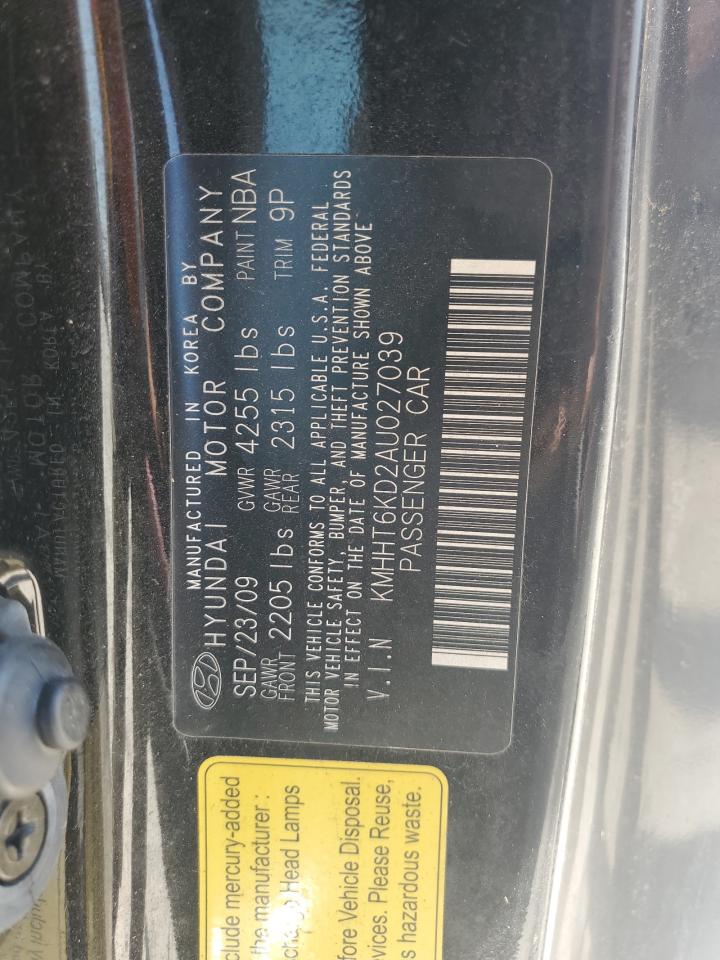 MANUFACTURED IN KOREA BY
HYUNDAI MOTOR COMPANY
SEP/23/09 GVWR 4255 lbs PAINT NBA
GAWR FRONT 2205 lbs GAWR REAR 2315 lbs TRIM 9P
THIS VEHICLE CONFORMS TO ALL APPLICABLE U.S.A. FEDERAL
MOTOR VEHICLE SAFETY, BUMPER, AND THEFT PREVENTION STANDARDS
IN EFFECT ON THE DATE OF MANUFACTURE SHOWN ABOVE
V.I.N KMHHT6KD2AU027039
PASSENGER CAR
clude mercury-added
the manufacturer :
Head Lamps
fore Vehicle Disposal.
vices. Please Reuse,
s hazardous waste.